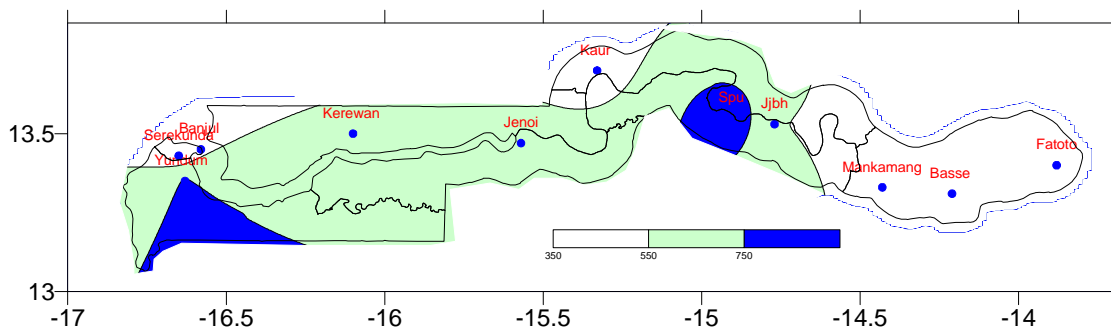 Kaur
Spu
Jjbh
Kerewan
Jenoi
13.5
Banjul
Serekunda
Yundum
Fatoto
Mankamang
Basse
350
550
750
13
-17
-16.5
-16
-15.5
-15
-14.5
-14